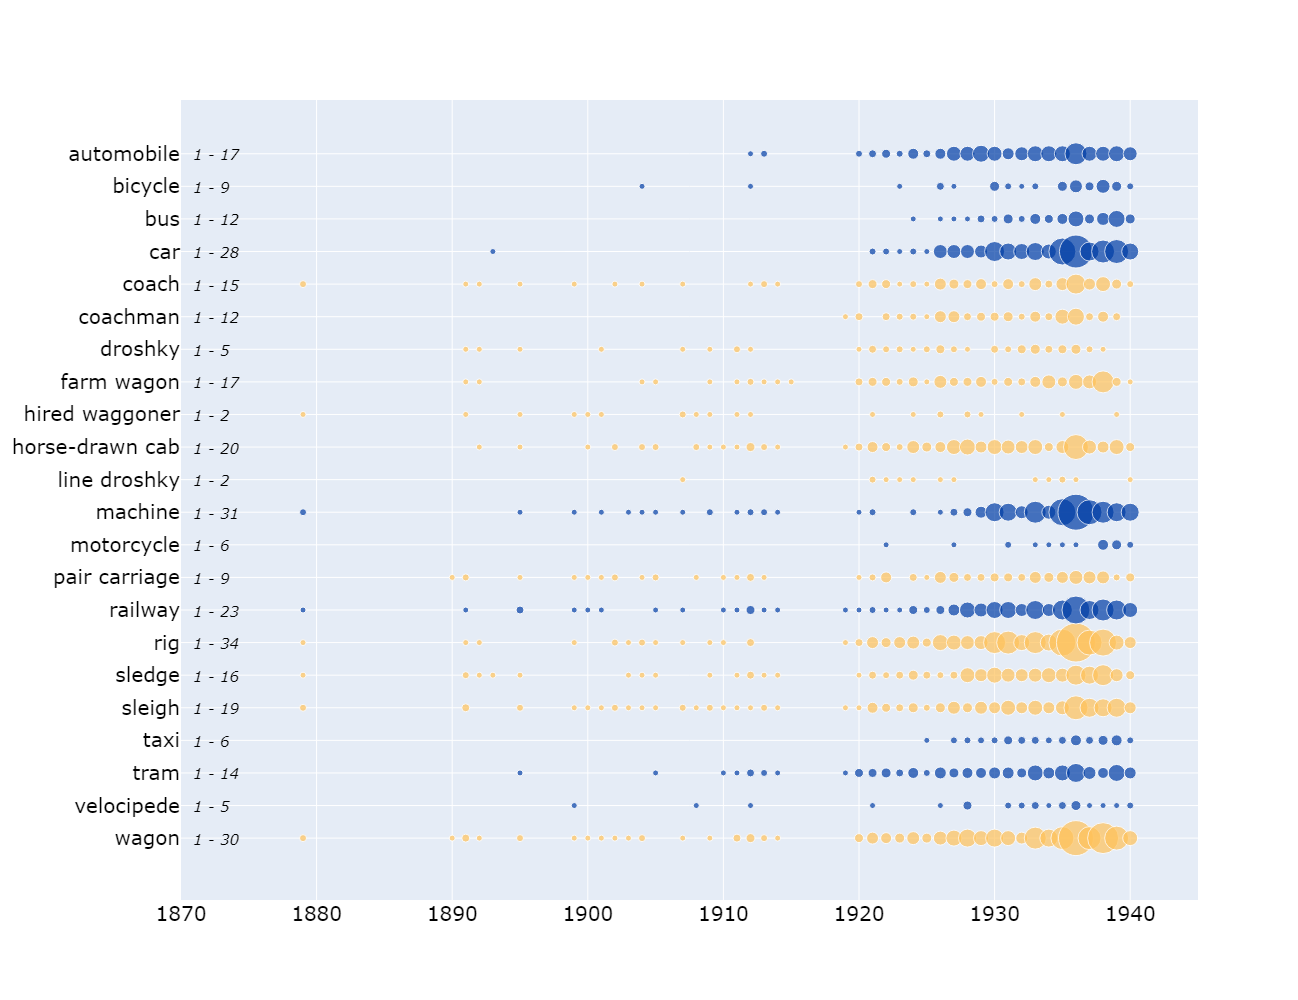 automobile 1 - 17
bicycle 1 - 9
bus 1 - 12
car 1 - 28
coach 1 - 15
coachman 1 - 12
droshky 1 - 5
farm wagon 1 - 17
hired waggoner 1 - 2
horse-drawn cab 1 - 20
line droshky 1 - 2
machine 1 - 31
motorcycle 1 - 6
pair carriage 1 - 9
railway 1 - 23
rig 1 - 34
sledge 1 - 16
sleigh 1 - 19
taxi 1 - 6
tram 1 - 14
velocipede 1 - 5
wagon 1 - 30
1870 1880 1890 1900 1910 1920 1930 1940